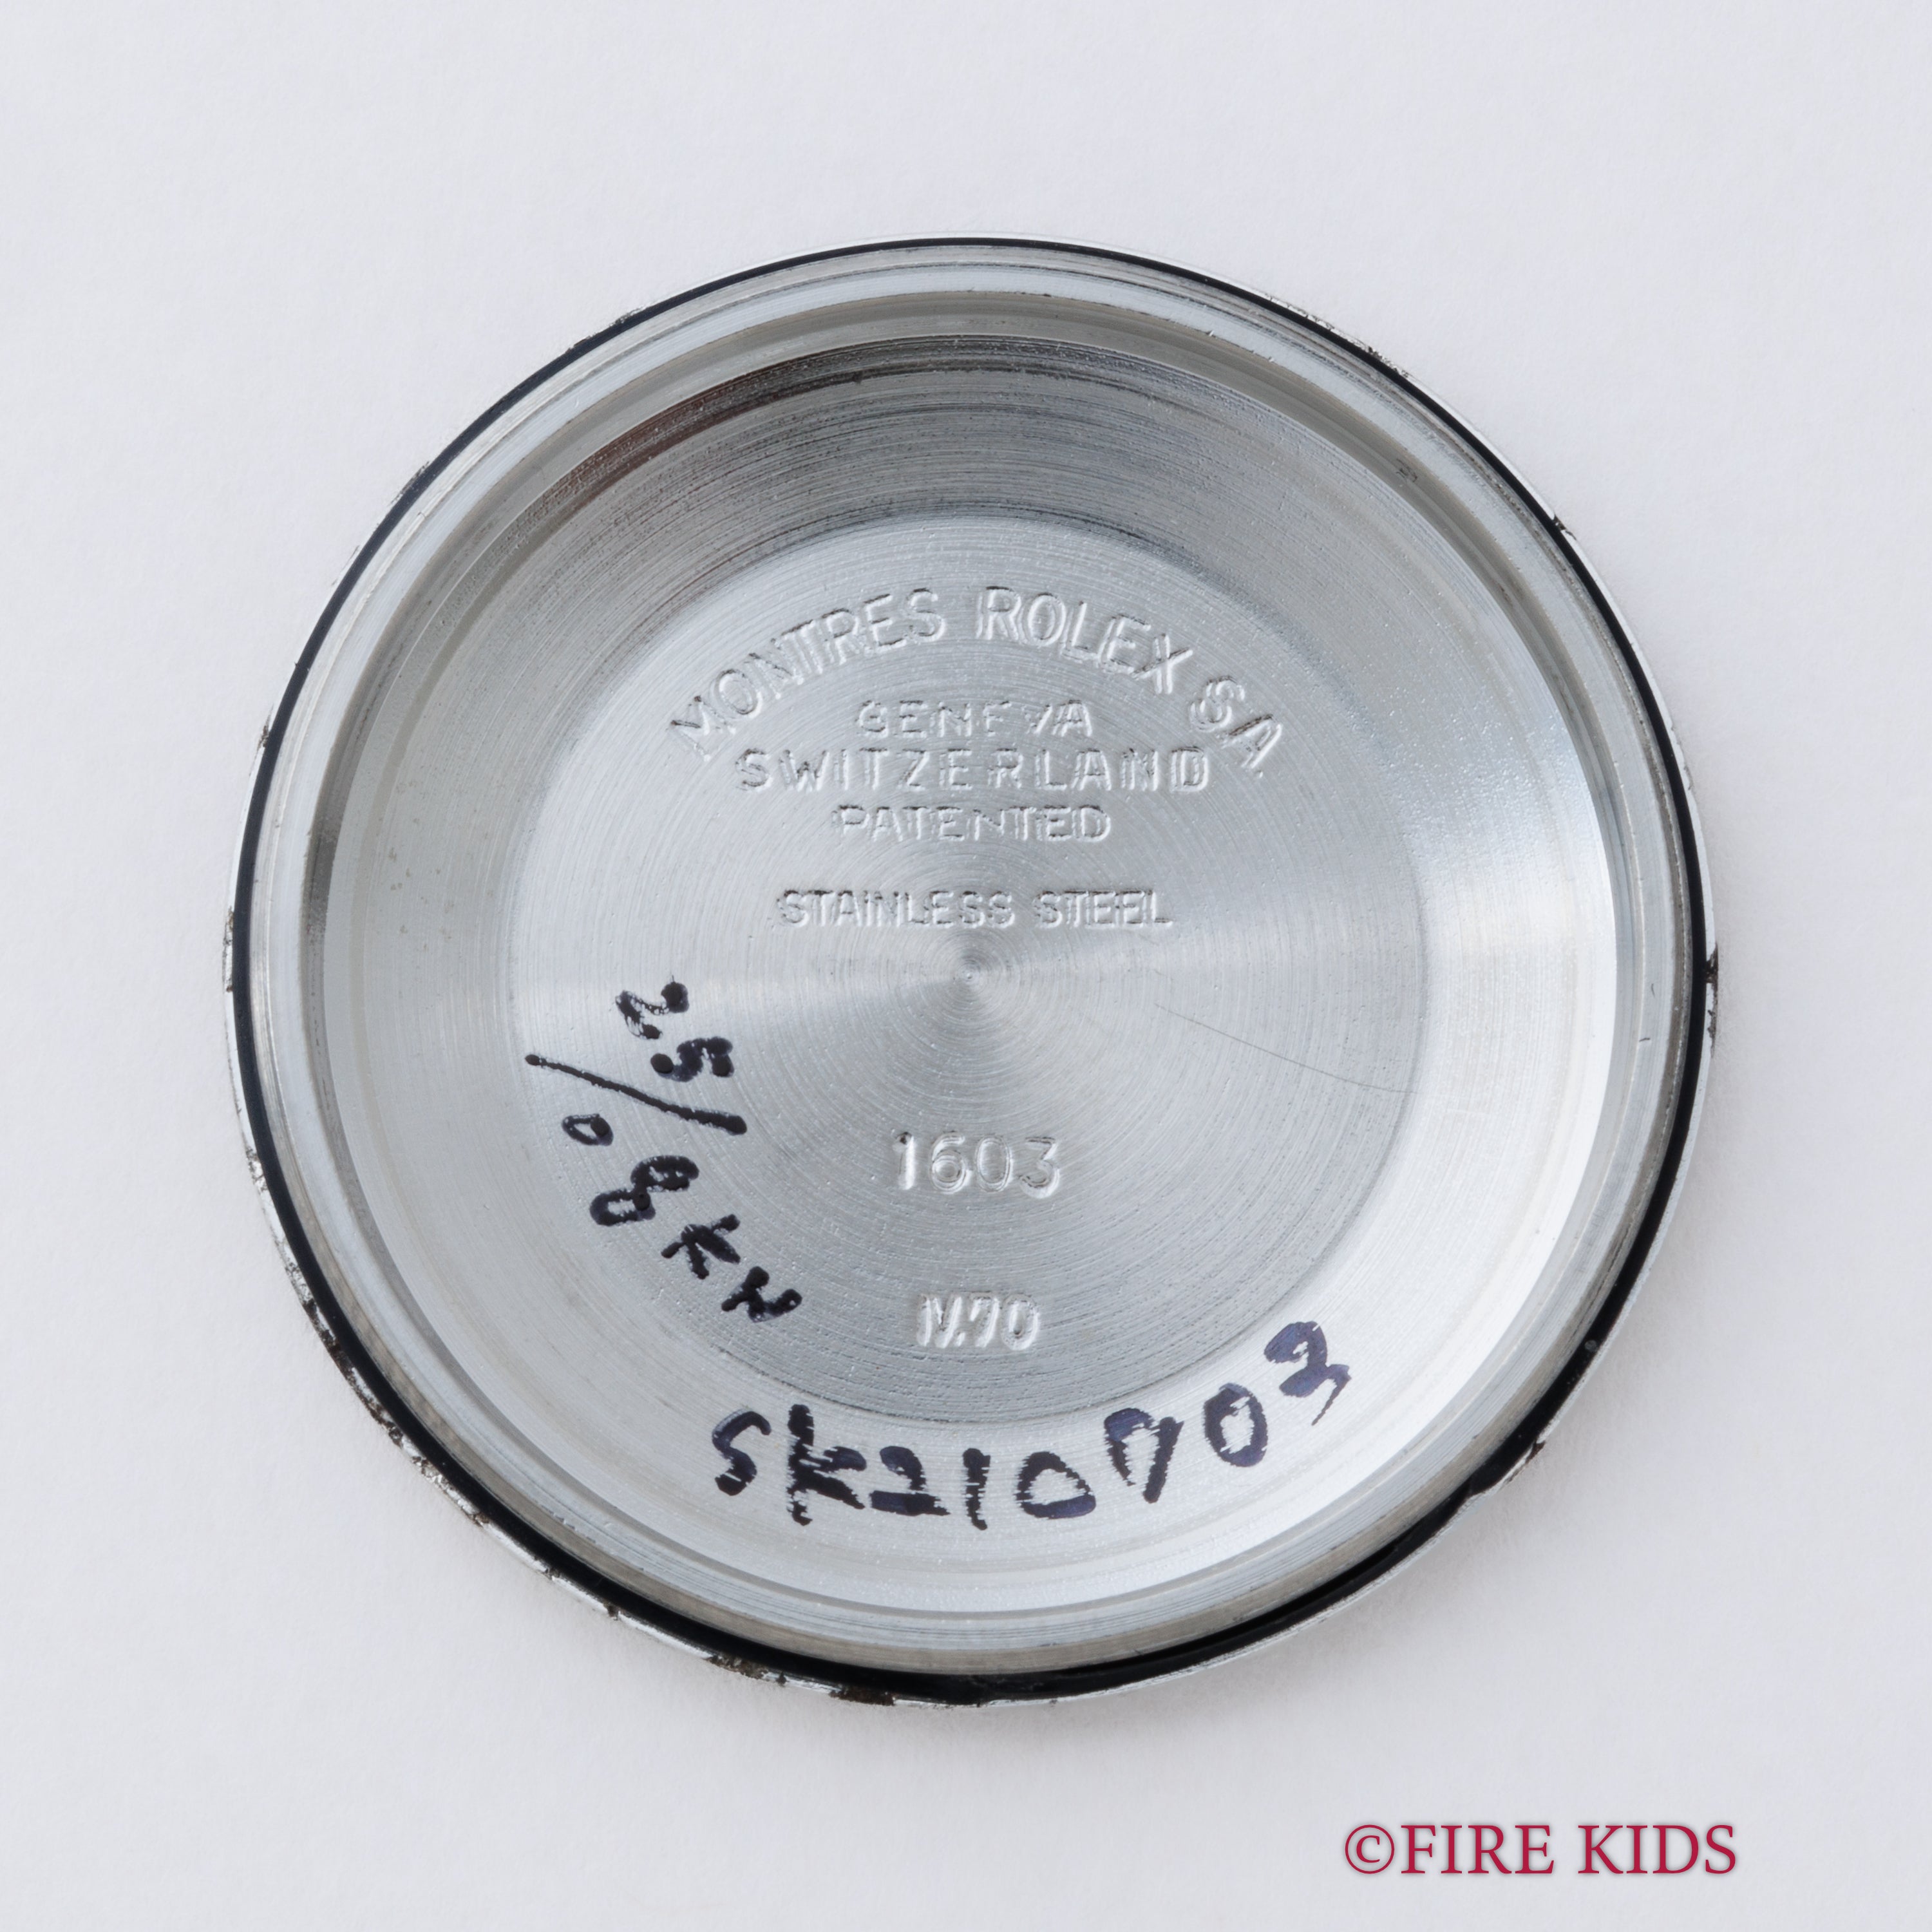 MONTRES ROLEX SA.
GENEVA
SWITZERLAND
PATENTED
STAINLESS STEEL
1603
IV.70
25/08KN
SK210703
©FIRE KIDS